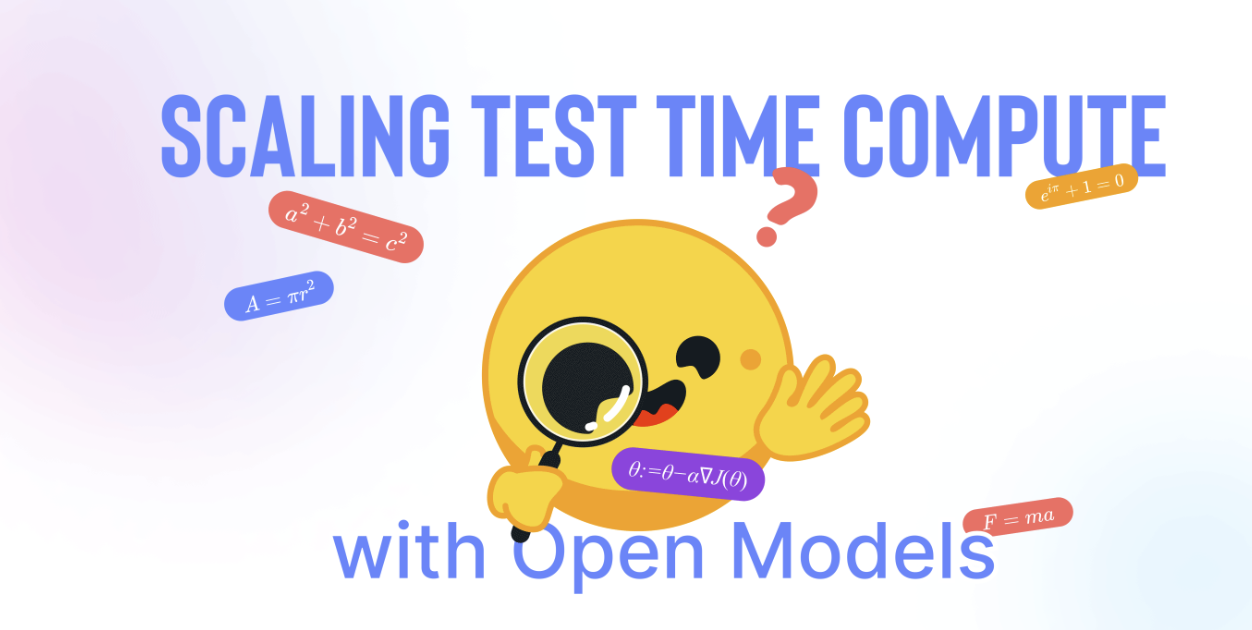 SCALING TEST TIME COMPUTE
?
e^{iπ} + 1 = 0
a² + b² = c²
A = πr²
θ:=θ−α∇J(θ)
F = ma
with Open Models